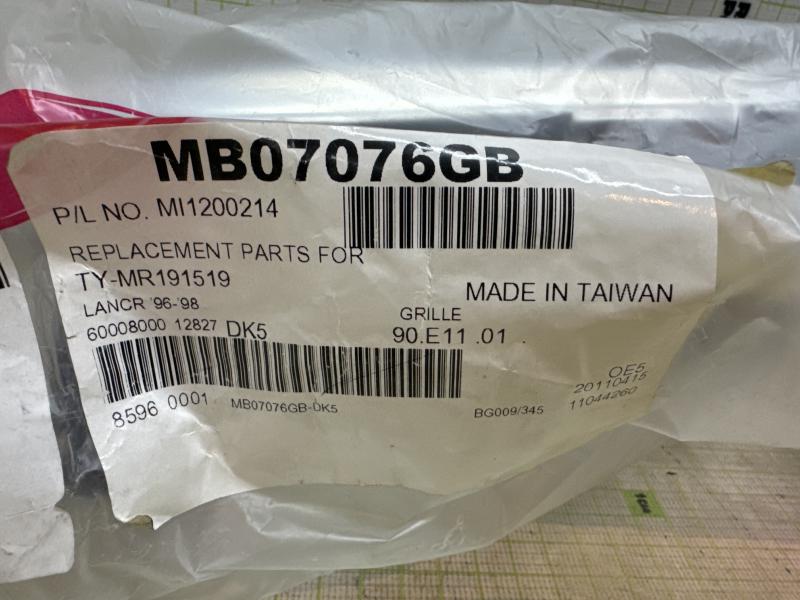 MB07076GB
P/L NO. MI1200214
REPLACEMENT PARTS FOR
TY-MR191519
MADE IN TAIWAN
LANCR '96-'98
GRILLE
60008000 12827 DK5
90.E11 .01 .
8596 0001 MB07076GB-DK5
BG009/345
OE5
20110415
11044260